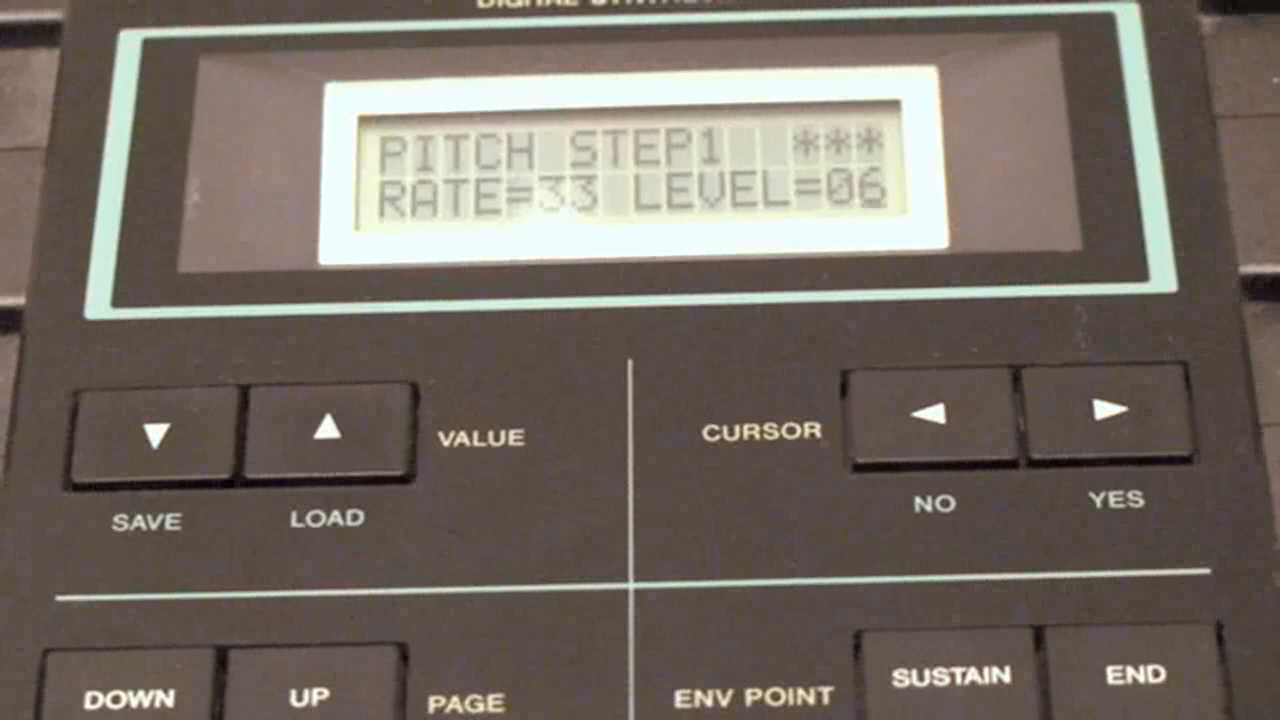 DIGITAL
PITCH STEP1 ***
RATE=33 LEVEL=06
▼ ▲ VALUE
CURSOR ◀ ▶
SAVE LOAD
NO YES
DOWN UP PAGE
ENV POINT SUSTAIN END